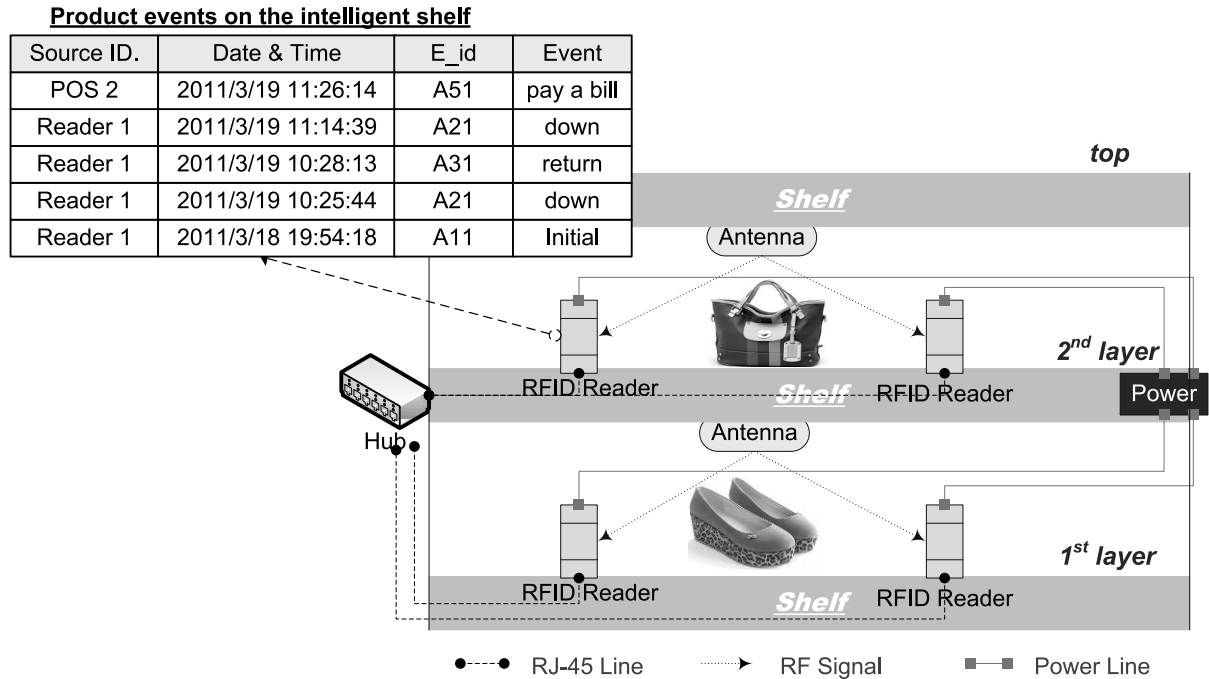 Product events on the intelligent shelf
Source ID. Date & Time E_id Event
POS 2 2011/3/19 11:26:14 A51 pay a bill
Reader 1 2011/3/19 11:14:39 A21 down
Reader 1 2011/3/19 10:28:13 A31 return
Reader 1 2011/3/19 10:25:44 A21 down
Reader 1 2011/3/18 19:54:18 A11 Initial
top
Shelf
Antenna
2nd layer
RFID Reader Shelf RFID Reader
Power
Hub
Antenna
1st layer
RFID Reader Shelf RFID Reader
RJ-45 Line RF Signal Power Line